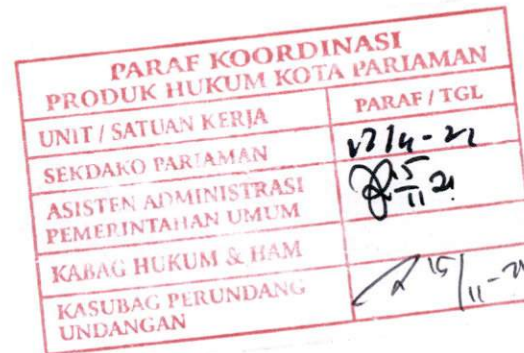 PARAF KOORDINASI
PRODUK HUKUM KOTA PARIAMAN
UNIT / SATUAN KERJA PARAF / TGL
SEKDAKO PARIAMAN
ASISTEN ADMINISTRASI
PEMERINTAHAN UMUM
KABAG HUKUM & HAM
KASUBAG PERUNDANG
UNDANGAN